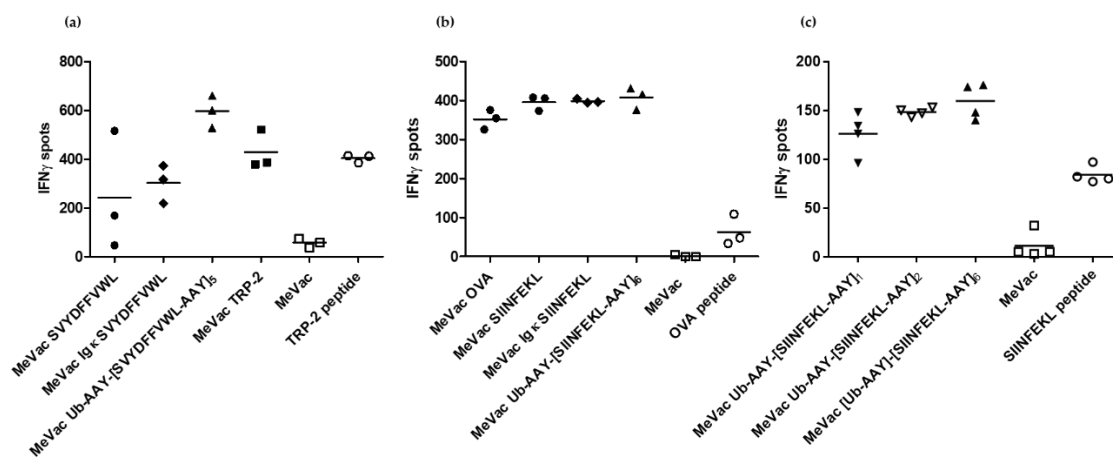 (a)
IFNγ spots
800
600
400
200
0
MeVac SVYDFFVWL
MeVac Ig κ SVYDFFVWL
MeVac Ub-AAY-[SVYDFFVWL-AAY]5
MeVac TRP-2
MeVac
TRP-2 peptide
(b)
IFNγ spots
500
400
300
200
100
0
MeVac OVA
MeVac SIINFEKL
MeVac Ig κ SIINFEKL
MeVac Ub-AAY-[SIINFEKL-AAY]6
MeVac
OVA peptide
(c)
IFNγ spots
200
150
100
50
0
MeVac Ub-AAY-[SIINFEKL-AAY]1
MeVac Ub-AAY-[SIINFEKL-AAY]2
MeVac [Ub-AAY]-[SIINFEKL-AAY]6
MeVac
SIINFEKL peptide